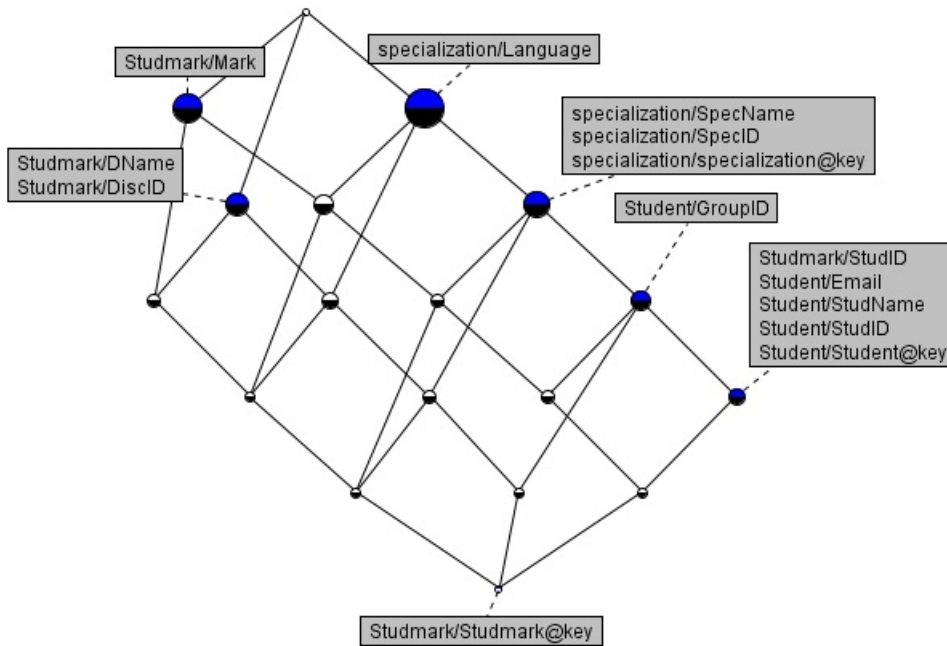 Studmark/Mark
specialization/Language
specialization/SpecName
specialization/SpecID
specialization/specialization@key
Studmark/DName
Studmark/DiscID
Student/GroupID
Studmark/StudID
Student/Email
Student/StudName
Student/StudID
Student/Student@key
Studmark/Studmark@key